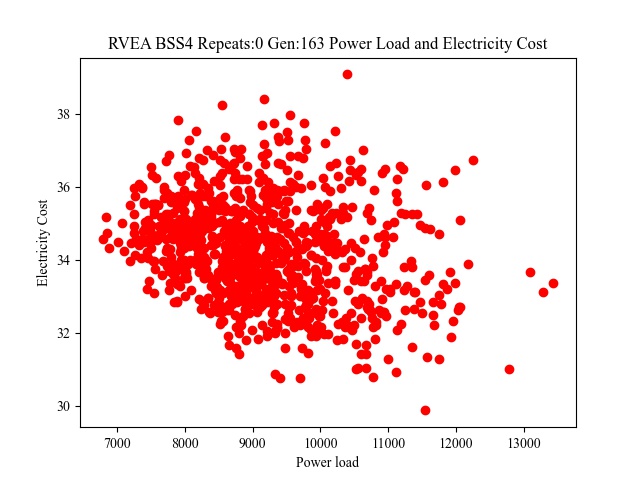 RVEA BSS4 Repeats:0 Gen:163 Power Load and Electricity Cost
38
36
34
32
30
Electricity Cost
7000 8000 9000 10000 11000 12000 13000
Power load